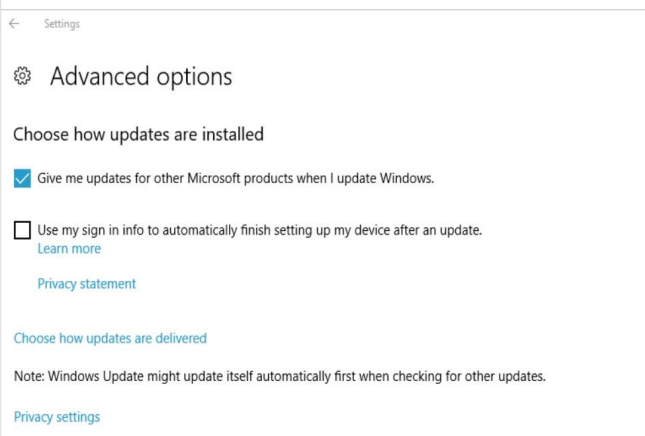 Settings
Advanced options
Choose how updates are installed
Give me updates for other Microsoft products when I update Windows.
Use my sign in info to automatically finish setting up my device after an update.
Learn more
Privacy statement
Choose how updates are delivered
Note: Windows Update might update itself automatically first when checking for other updates.
Privacy settings